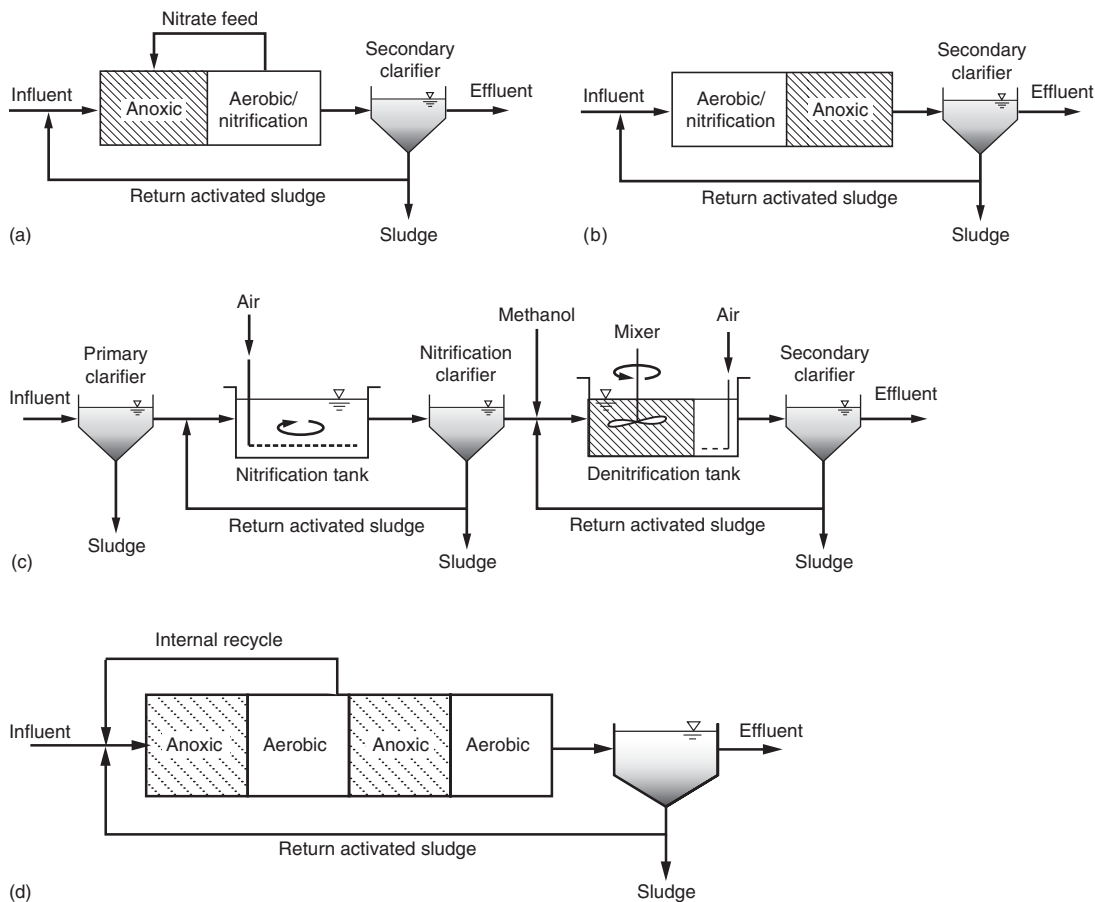 Nitrate feed
Influent
Anoxic
Aerobic/
nitrification
Secondary
clarifier
Effluent
Return activated sludge
Sludge
(a)
Influent
Aerobic/
nitrification
Anoxic
Secondary
clarifier
Effluent
Return activated sludge
Sludge
(b)
Influent
Primary
clarifier
Sludge
Air
Nitrification tank
Nitrification
clarifier
Return activated sludge
Sludge
Methanol
Mixer
Air
Denitrification tank
Secondary
clarifier
Effluent
Return activated sludge
Sludge
(c)
Internal recycle
Influent
Anoxic
Aerobic
Anoxic
Aerobic
Effluent
Return activated sludge
Sludge
(d)